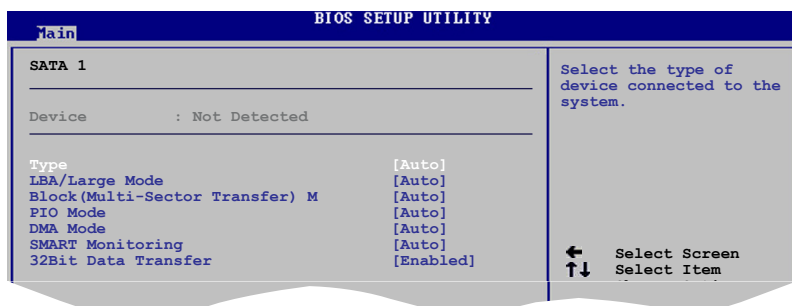 BIOS SETUP UTILITY
Main
SATA 1
Device : Not Detected
Type [Auto]
LBA/Large Mode [Auto]
Block(Multi-Sector Transfer) M [Auto]
PIO Mode [Auto]
DMA Mode [Auto]
SMART Monitoring [Auto]
32Bit Data Transfer [Enabled]
Select the type of
device connected to the
system.
← Select Screen
↑↓ Select Item